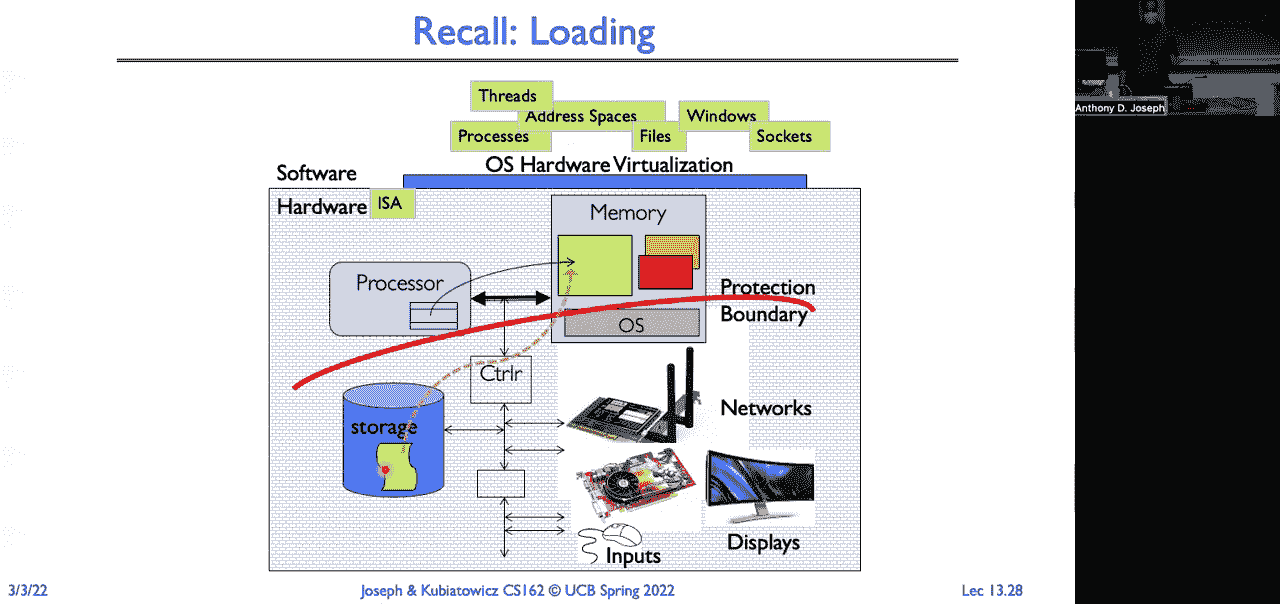 Recall: Loading
Anthony D. Joseph
Threads
Address Spaces
Windows
Processes
Files
Sockets
OS Hardware Virtualization
Software
Hardware
ISA
Memory
Processor
Protection
Boundary
OS
Ctrlr
storage
Networks
Displays
Inputs
3/3/22
Joseph & Kubiatowicz CS162 © UCB Spring 2022
Lec 13.28